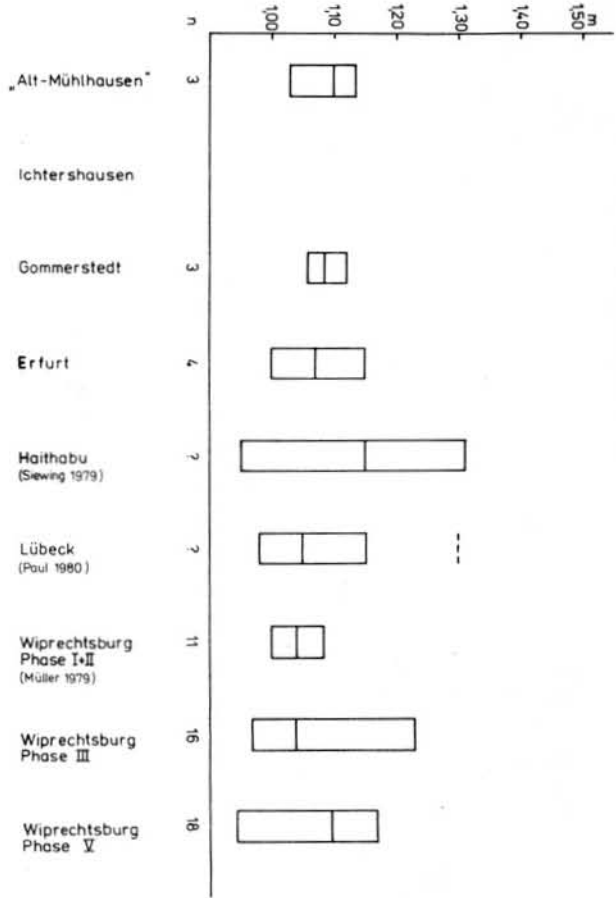 n 1,00 1,10 1,20 1,30 1,40 1,50 m
„Alt-Mühlhausen" 3
Ichtershausen
Gommerstedt 3
Erfurt 4
Haithabu ?
(Siewing 1979)
Lübeck ?
(Paul 1980)
Wiprechtsburg 11
Phase I+II
(Müller 1979)
Wiprechtsburg 16
Phase III
Wiprechtsburg 18
Phase V